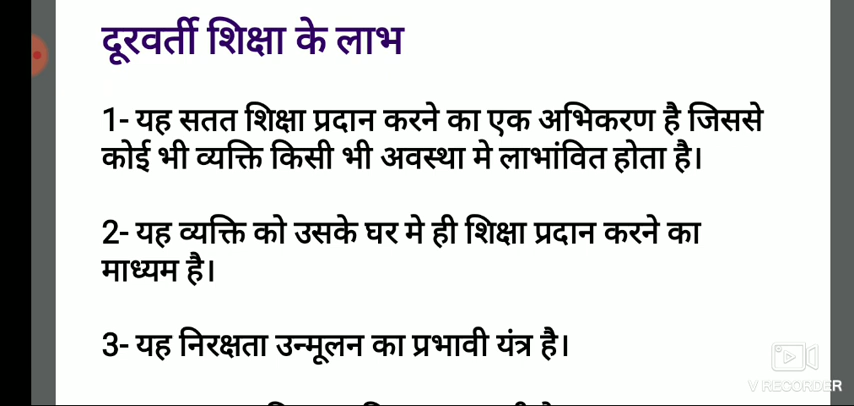 दूरवर्ती शिक्षा के लाभ
1- यह सतत शिक्षा प्रदान करने का एक अभिकरण है जिससे
कोई भी व्यक्ति किसी भी अवस्था मे लाभांवित होता है।
2- यह व्यक्ति को उसके घर मे ही शिक्षा प्रदान करने का
माध्यम है।
3- यह निरक्षता उन्मूलन का प्रभावी यंत्र है।
V RECORDER